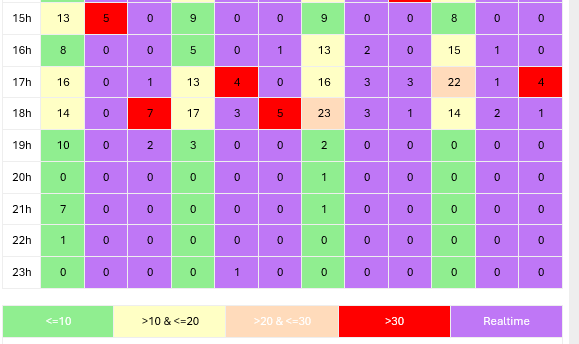 15h 13 5 0 9 0 0 9 0 0 8 0 0
16h 8 0 0 5 0 1 13 2 0 15 1 0
17h 16 0 1 13 4 0 16 3 3 22 1 4
18h 14 0 7 17 3 5 23 3 1 14 2 1
19h 10 0 2 3 0 0 2 0 0 0 0 0
20h 0 0 0 0 0 0 1 0 0 0 0 0
21h 7 0 0 0 0 0 1 0 0 0 0 0
22h 1 0 0 0 0 0 0 0 0 0 0 0
23h 0 0 0 0 1 0 0 0 0 0 0 0
<=10 >10 & <=20 >20 & <=30 >30 Realtime